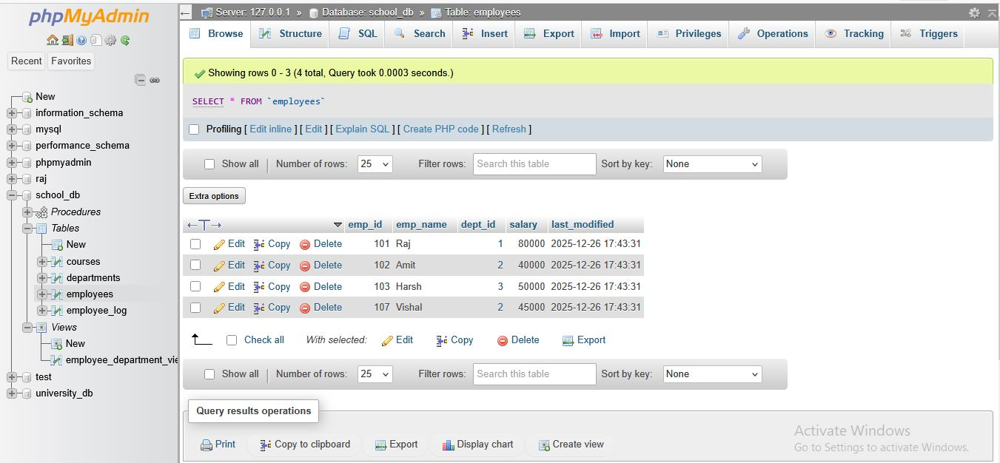 phpMyAdmin
Recent Favorites
New
information_schema
mysql
performance_schema
phpmyadmin
raj
school_db
Procedures
Tables
New
courses
departments
employees
employee_log
Views
New
employee_department_vie
test
university_db
Server: 127.0.0.1 » Database: school_db » Table: employees
Browse Structure SQL Search Insert Export Import Privileges Operations Tracking Triggers
Showing rows 0 - 3 (4 total, Query took 0.0003 seconds.)
SELECT * FROM `employees`
Profiling [ Edit inline ] [ Edit ] [ Explain SQL ] [ Create PHP code ] [ Refresh ]
Show all Number of rows: 25 Filter rows: Search this table Sort by key: None
Extra options
emp_id emp_name dept_id salary last_modified
Edit Copy Delete 101 Raj 1 80000 2025-12-26 17:43:31
Edit Copy Delete 102 Amit 2 40000 2025-12-26 17:43:31
Edit Copy Delete 103 Harsh 3 50000 2025-12-26 17:43:31
Edit Copy Delete 107 Vishal 2 45000 2025-12-26 17:43:31
Check all With selected: Edit Copy Delete Export
Show all Number of rows: 25 Filter rows: Search this table Sort by key: None
Query results operations
Print Copy to clipboard Export Display chart Create view
Activate Windows
Go to Settings to activate Windows.